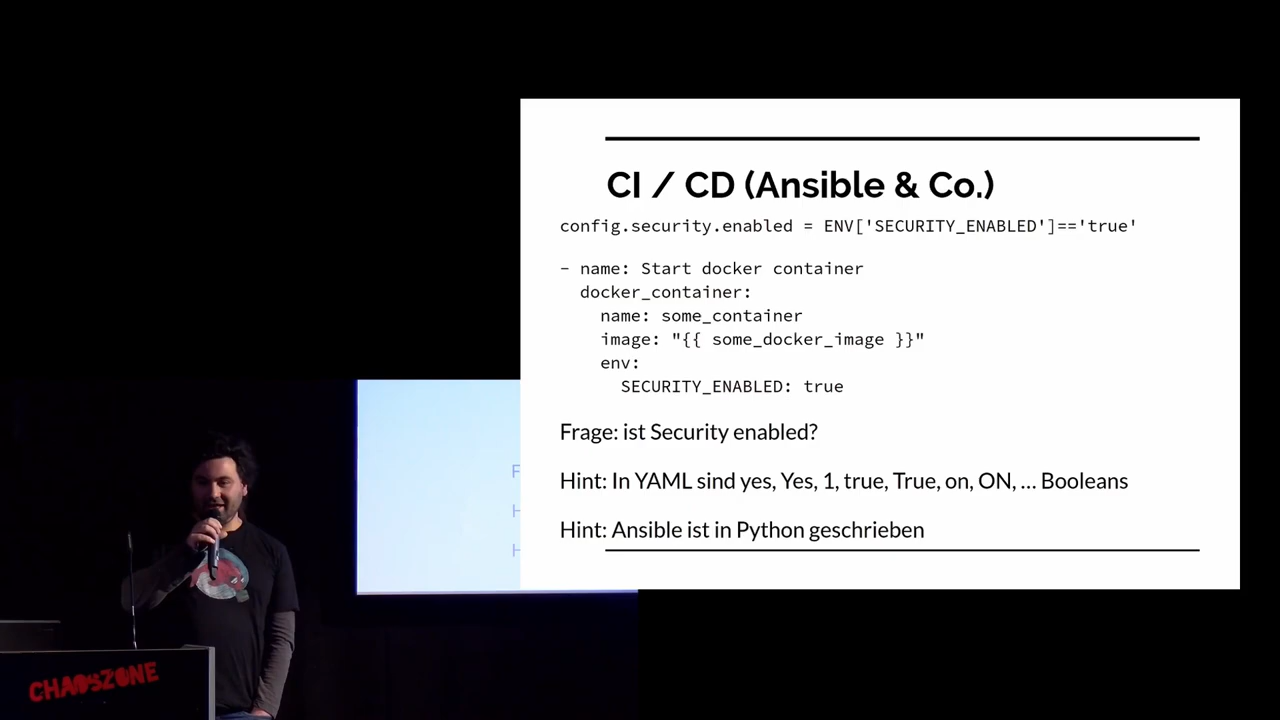 CI / CD (Ansible & Co.)
config.security.enabled = ENV['SECURITY_ENABLED']=='true'
- name: Start docker container
docker_container:
name: some_container
image: "{{ some_docker_image }}"
env:
SECURITY_ENABLED: true
Frage: ist Security enabled?
Hint: In YAML sind yes, Yes, 1, true, True, on, ON, … Booleans
Hint: Ansible ist in Python geschrieben
F
H
H
CHAOSZONE